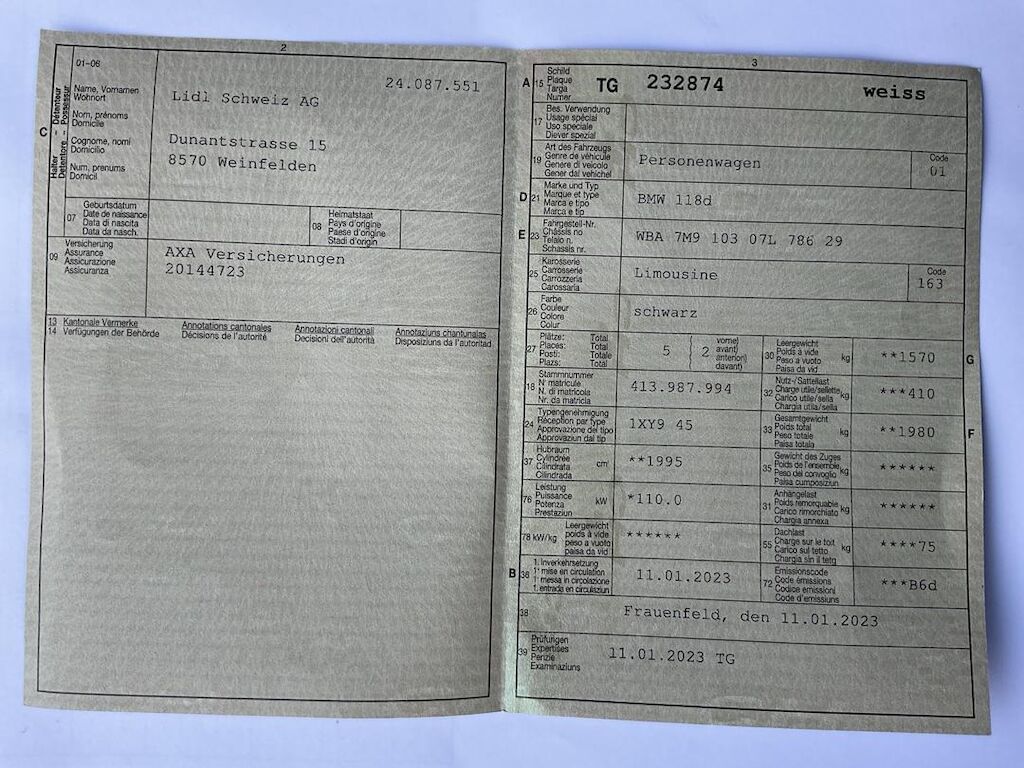 2
01-06
24.087.551
C
Halter - Détenteur
Detentore - Possessur
Name, Vornamen
Wohnort
Nom, prénoms
Domicile
Cognome, nomi
Domicilio
Num, prenums
Domicil
Lidl Schweiz AG
Dunantstrasse 15
8570 Weinfelden
07
Geburtsdatum
Date de naissance
Data di nascita
Data da nasch.
08
Heimatstaat
Pays d'origine
Paese d'origine
Stadi d'origin
09
Versicherung
Assurance
Assicurazione
Assicuranza
AXA Versicherungen
20144723
13 Kantonale Vermerke
14 Verfügungen der Behörde
Annotations cantonales
Décisions de l'autorité
Annotazioni cantonali
Decisioni dell'autorità
Annotaziuns chantunalas
Disposiziuns da l'autoritad
3
A 15
Schild
Plaque
Targa
Numer
TG 232874 weiss
17
Bes. Verwendung
Usage spécial
Uso speciale
Diever spezial
19
Art des Fahrzeugs
Genre de véhicule
Genere di veicolo
Gener dal vehichel
Personenwagen
Code
01
D 21
Marke und Typ
Marque et type
Marca e tipo
Marca e tip
BMW 118d
E 23
Fahrgestell-Nr.
Châssis no
Telaio n.
Schassis nr.
WBA 7M9 103 07L 786 29
25
Karosserie
Carrosserie
Carrozzeria
Carossaria
Limousine
Code
163
26
Farbe
Couleur
Colore
Colur
schwarz
27
Plätze: Total
Places: Total
Posti: Totale
Plazs: Total
5
2
vorne)
avant)
anteriori)
davant)
30
Leergewicht
Poids à vide
Peso a vuoto
Paisa da vid
kg
**1570
G
18
Stammnummer
N° matricule
N. di matricola
Nr. da matricla
413.987.994
32
Nutz-/Sattellast
Charge utile/sellette
Carico utile/sella
Chargia utila/sella
kg
***410
24
Typengenehmigung
Réception par type
Approvazione del tipo
Approvaziun dal tip
1XY9 45
33
Gesamtgewicht
Poids total
Peso totale
Paisa totala
kg
**1980
F
37
Hubraum
Cylindrée
Cilindrata
Cilindrada
cm³
**1995
35
Gewicht des Zuges
Poids de l'ensemble
Peso del convoglio
Paisa cumposiziun
kg
******
76
Leistung
Puissance
Potenza
Prestaziun
kW
*110.0
31
Anhängelast
Poids remorquable
Carico rimorchiato
Chargia annexa
kg
******
78 kW/kg
Leergewicht
poids à vide
peso a vuoto
paisa da vid
******
55
Dachlast
Charge sur le toit
Carico sul tetto
Chargia sin il tetg
kg
****75
B 36
1. Inverkehrsetzung
1re mise en circulation
1a messa in circolazione
1. entrada en circulaziun
11.01.2023
72
Emissionscode
Code émissions
Codice emissioni
Code d'emissiuns
***B6d
38
Frauenfeld, den 11.01.2023
39
Prüfungen
Expertises
Perizie
Examinaziuns
11.01.2023 TG